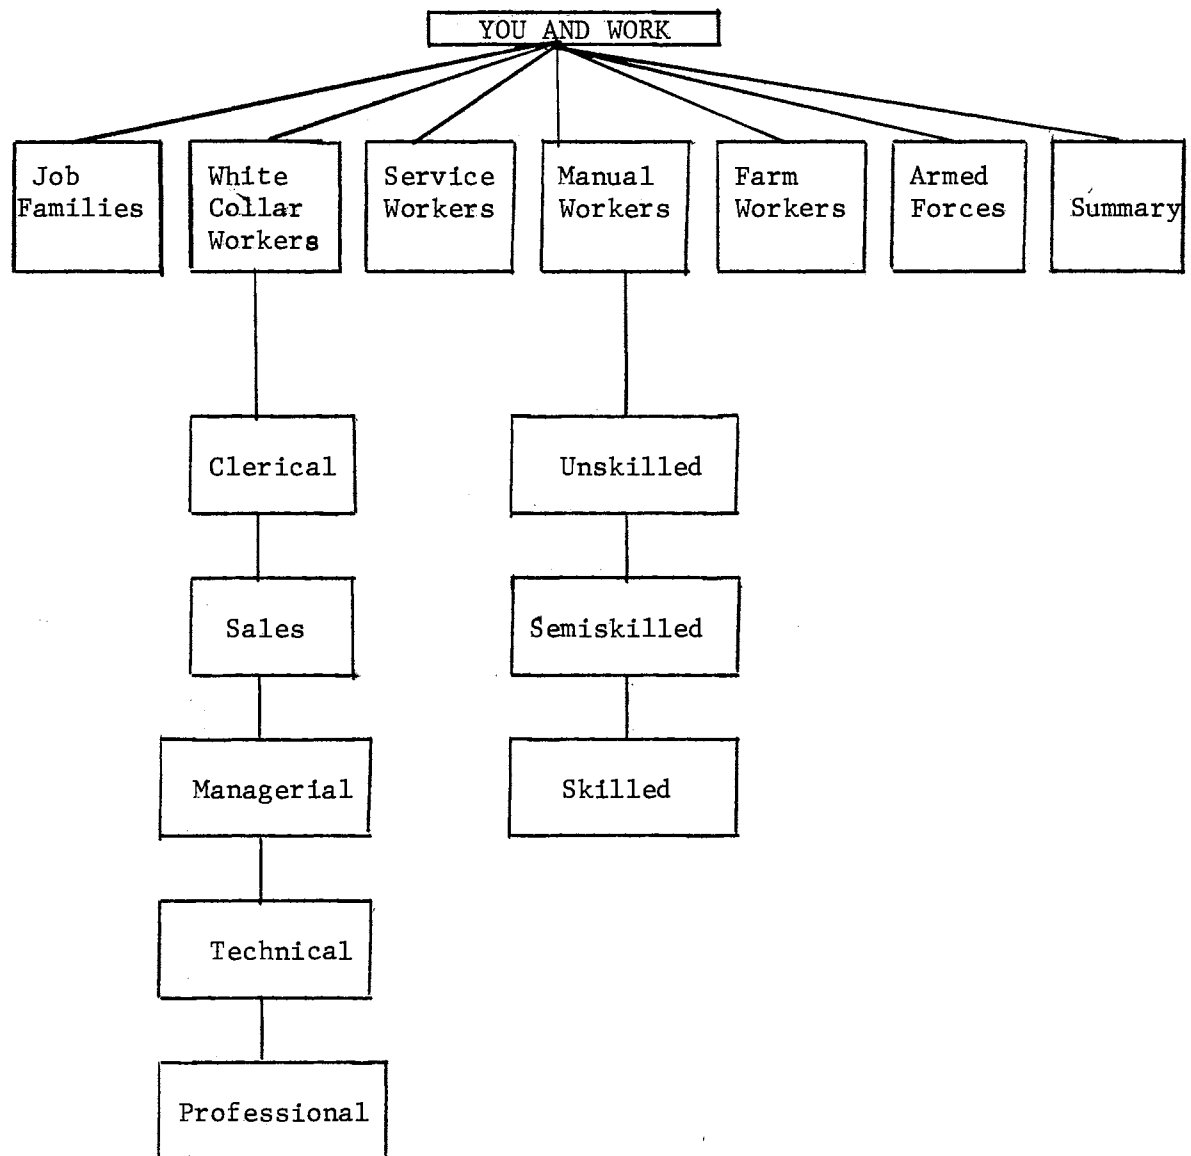 YOU AND WORK
Job
Families
White
Collar
Workers
Service
Workers
Manual
Workers
Farm
Workers
Armed
Forces
Summary
Clerical
Unskilled
Sales
Semiskilled
Managerial
Skilled
Technical
Professional